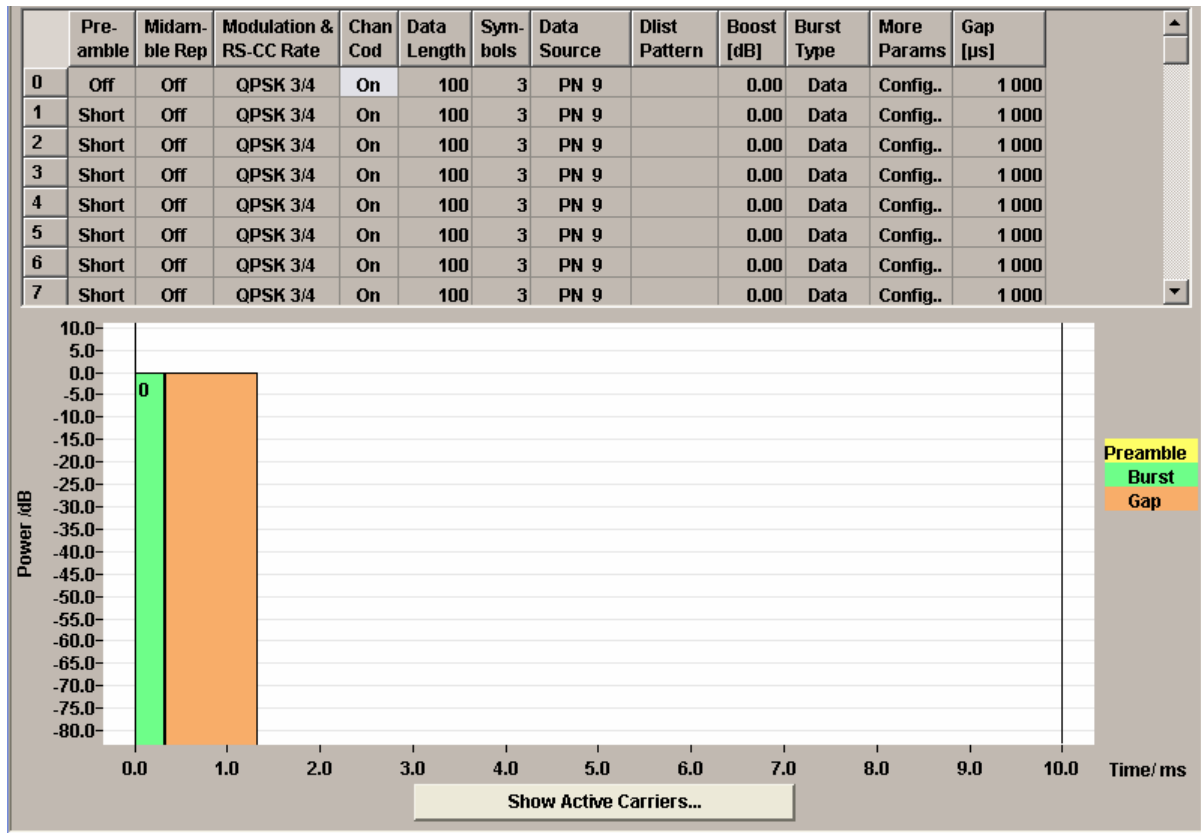 Pre-amble Midam-ble Rep Modulation & RS-CC Rate Chan Cod Data Length Sym-bols Data Source Dlist Pattern Boost [dB] Burst Type More Params Gap [µs]
0 Off Off QPSK 3/4 On 100 3 PN 9 0.00 Data Config.. 1 000
1 Short Off QPSK 3/4 On 100 3 PN 9 0.00 Data Config.. 1 000
2 Short Off QPSK 3/4 On 100 3 PN 9 0.00 Data Config.. 1 000
3 Short Off QPSK 3/4 On 100 3 PN 9 0.00 Data Config.. 1 000
4 Short Off QPSK 3/4 On 100 3 PN 9 0.00 Data Config.. 1 000
5 Short Off QPSK 3/4 On 100 3 PN 9 0.00 Data Config.. 1 000
6 Short Off QPSK 3/4 On 100 3 PN 9 0.00 Data Config.. 1 000
7 Short Off QPSK 3/4 On 100 3 PN 9 0.00 Data Config.. 1 000
Power /dB
10.0
5.0
0.0
-5.0
-10.0
-15.0
-20.0
-25.0
-30.0
-35.0
-40.0
-45.0
-50.0
-55.0
-60.0
-65.0
-70.0
-75.0
-80.0
0
Preamble
Burst
Gap
0.0 1.0 2.0 3.0 4.0 5.0 6.0 7.0 8.0 9.0 10.0 Time/ ms
Show Active Carriers...